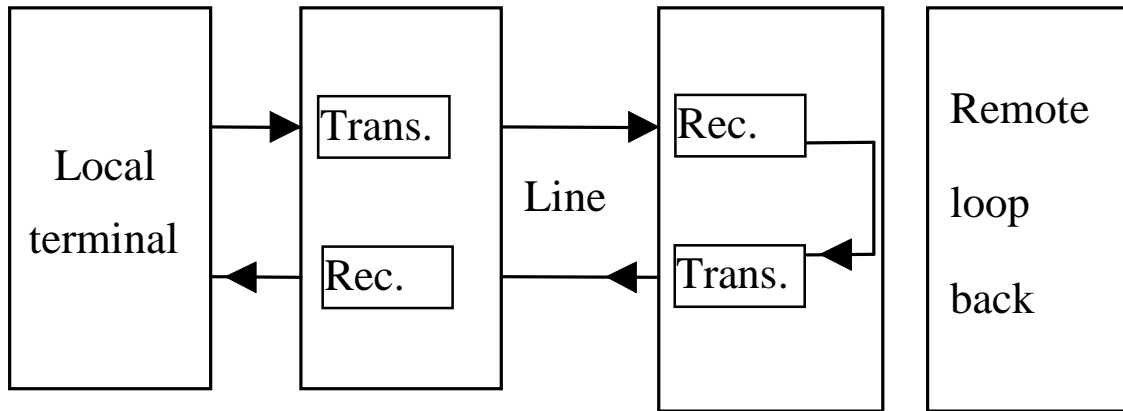 Local
terminal
Trans.
Rec.
Line
Rec.
Trans.
Remote
loop
back